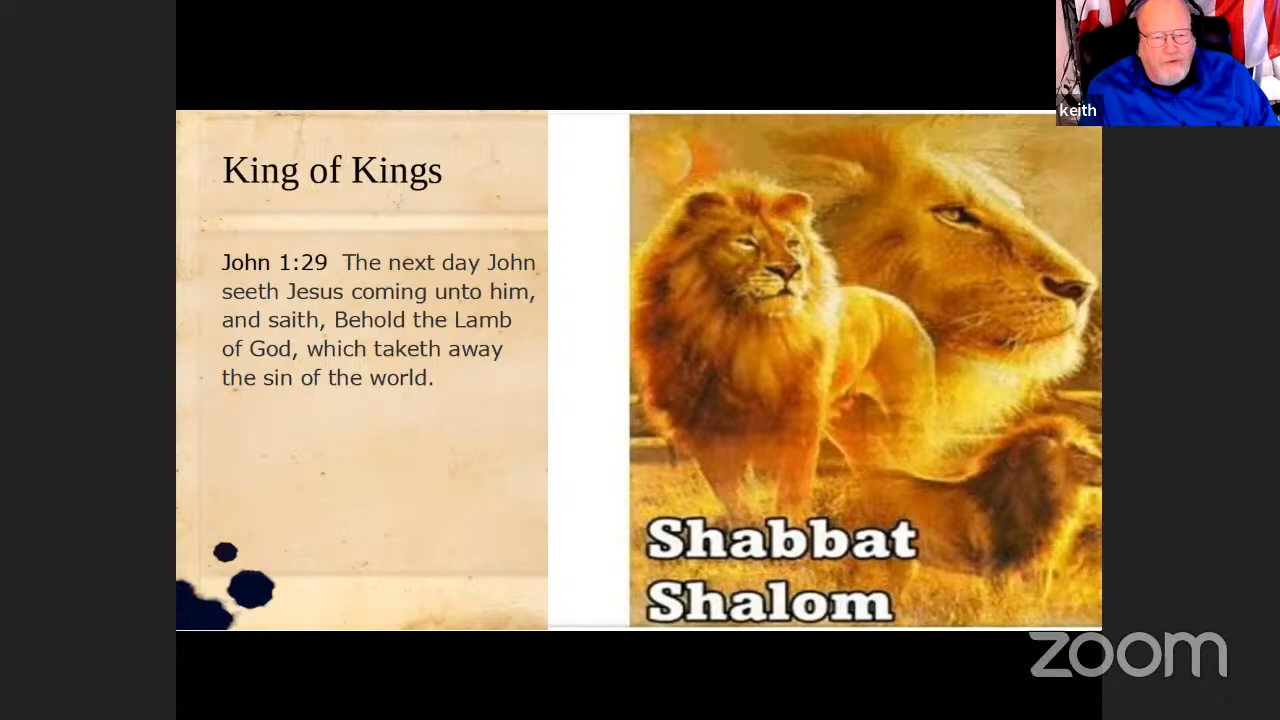 King of Kings
John 1:29 The next day John
seeth Jesus coming unto him,
and saith, Behold the Lamb
of God, which taketh away
the sin of the world.
Shabbat
Shalom
keith
zoom